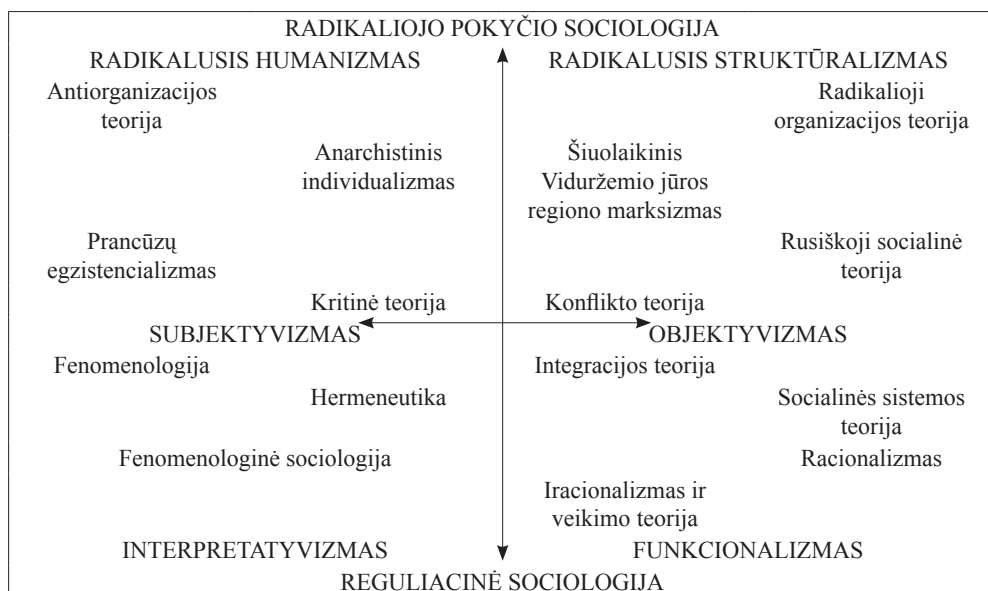 RADIKALIOJO POKYČIO SOCIOLOGIJA
RADIKALUSIS HUMANIZMAS
RADIKALUSIS STRUKTŪRALIZMAS
Antiorganizacijos
teorija
Radikalioji
organizacijos teorija
Anarchistinis
individualizmas
Šiuolaikinis
Viduržemio jūros
regiono marksizmas
Prancūzų
egzistencializmas
Rusiškoji socialinė
teorija
Kritinė teorija
Konflikto teorija
SUBJEKTYVIZMAS
OBJEKTYVIZMAS
Fenomenologija
Integracijos teorija
Hermeneutika
Socialinės sistemos
teorija
Fenomenologinė sociologija
Racionalizmas
Iracionalizmas ir
veikimo teorija
INTERPRETATYVIZMAS
FUNKCIONALIZMAS
REGULIACINĖ SOCIOLOGIJA